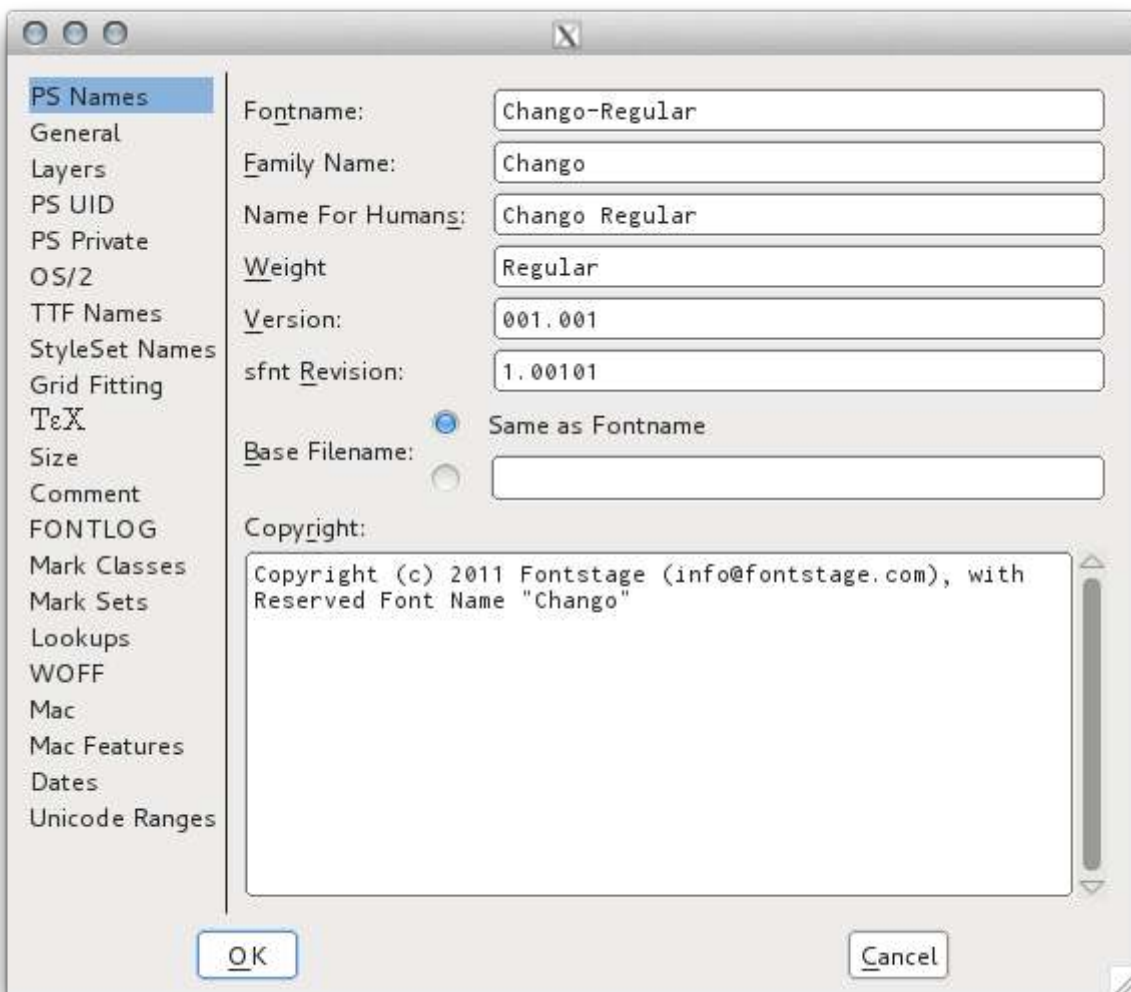 PS Names
General
Layers
PS UID
PS Private
OS/2
TTF Names
StyleSet Names
Grid Fitting
TεX
Size
Comment
FONTLOG
Mark Classes
Mark Sets
Lookups
WOFF
Mac
Mac Features
Dates
Unicode Ranges
Fontname: Chango-Regular
Family Name: Chango
Name For Humans: Chango Regular
Weight Regular
Version: 001.001
sfnt Revision: 1.00101
Base Filename: Same as Fontname
Copyright:
Copyright (c) 2011 Fontstage (info@fontstage.com), with
Reserved Font Name "Chango"
OK Cancel